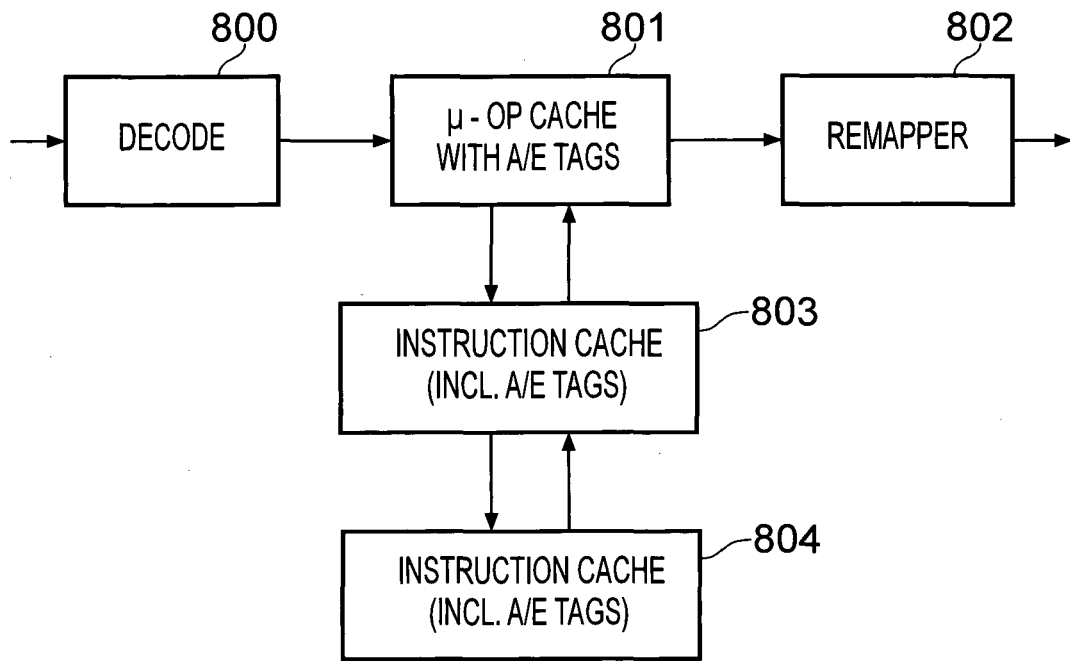 800
801
802
DECODE
µ - OP CACHE
WITH A/E TAGS
REMAPPER
803
INSTRUCTION CACHE
(INCL. A/E TAGS)
804
INSTRUCTION CACHE
(INCL. A/E TAGS)